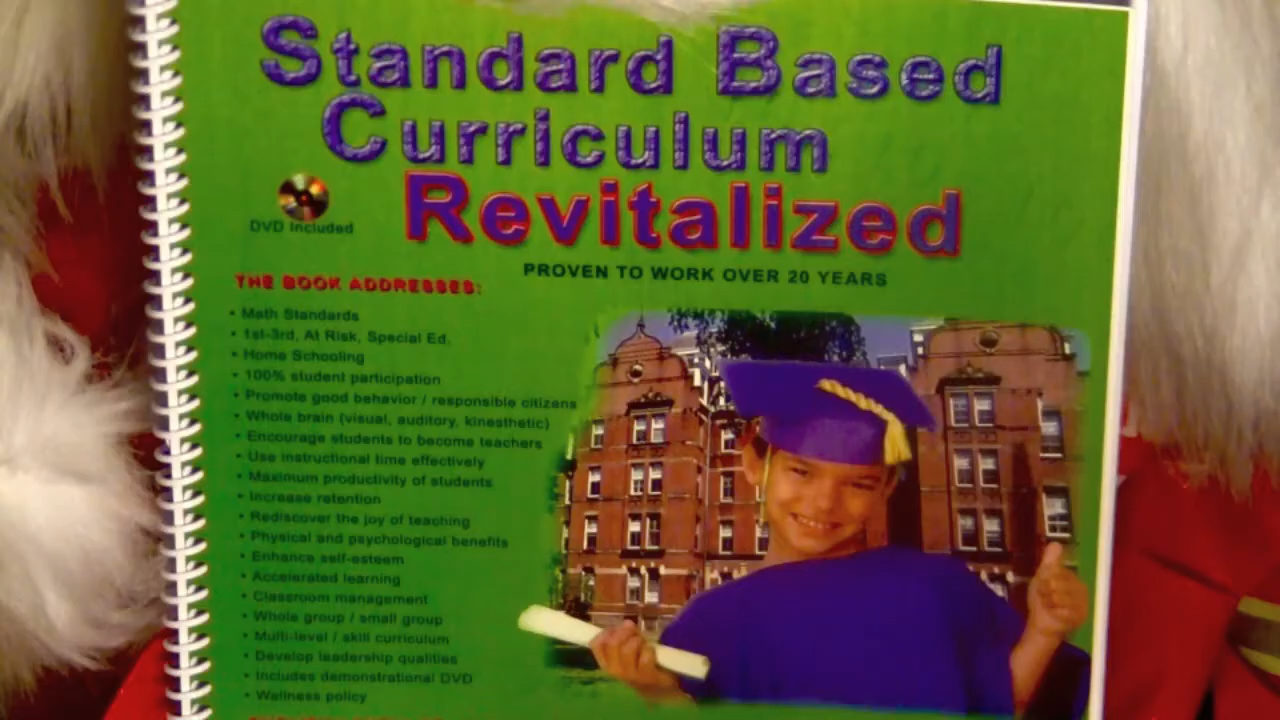 Standard Based
Curriculum
Revitalized
DVD Included
PROVEN TO WORK OVER 20 YEARS
THE BOOK ADDRESSES:
• Math Standards
• 1st-3rd, At Risk, Special Ed.
• Home Schooling
• 100% student participation
• Promote good behavior / responsible citizens
• Whole brain (visual, auditory, kinesthetic)
• Encourage students to become teachers
• Use instructional time effectively
• Maximum productivity of students
• Increase retention
• Rediscover the joy of teaching
• Physical and psychological benefits
• Enhance self-esteem
• Accelerated learning
• Classroom management
• Whole group / small group
• Multi-level / skill curriculum
• Develop leadership qualities
• Includes demonstrational DVD
• Wellness policy